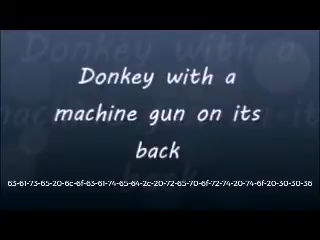 Donkey with a
machine gun on its
back
63-61-73-65-20-6c-6f-63-61-74-65-64-2c-20-72-65-70-6f-72-74-20-74-6f-20-30-30-36